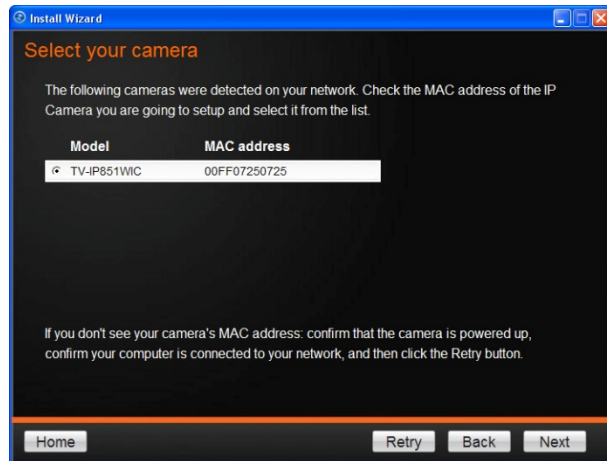 Install Wizard
Select your camera
The following cameras were detected on your network. Check the MAC address of the IP
Camera you are going to setup and select it from the list.
Model MAC address
TV-IP851WIC 00FF07250725
If you don't see your camera's MAC address: confirm that the camera is powered up,
confirm your computer is connected to your network, and then click the Retry button.
Home Retry Back Next